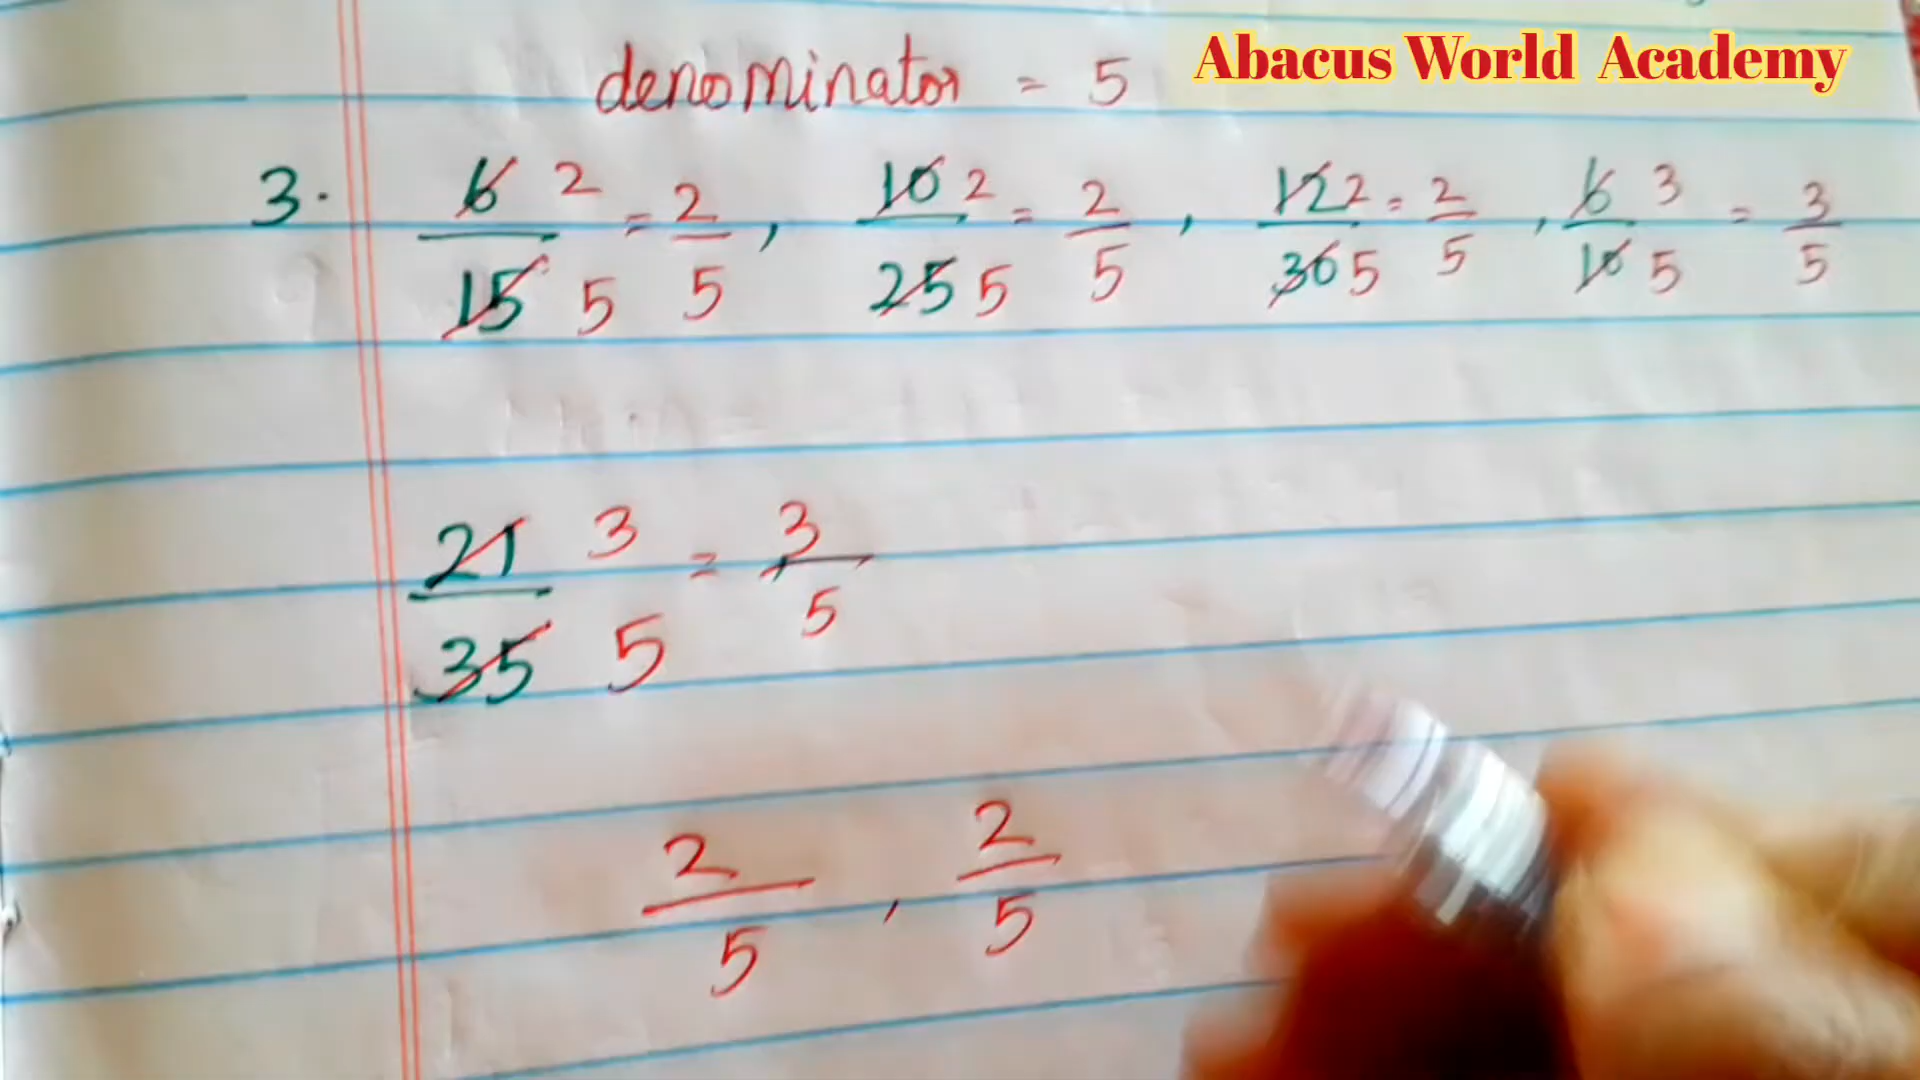 Abacus World Academy
denominator = 5
3. 6/15 2/5 = 2/5, 10/25 2/5 = 2/5, 12/30 2/5 = 2/5, 6/10 3/5 = 3/5
21/35 3/5 = 3/5
2/5, 2/5